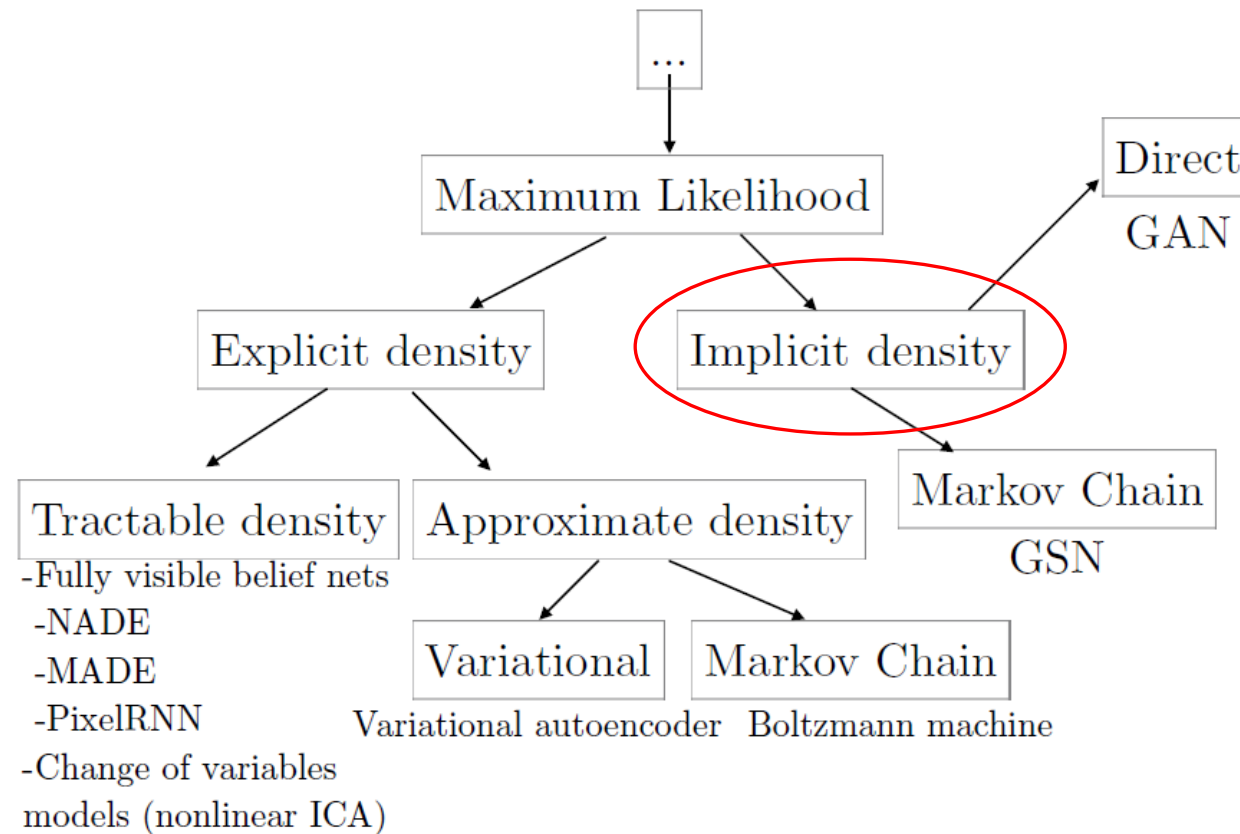 ...
Maximum Likelihood
Direct
GAN
Explicit density
Implicit density
Tractable density
-Fully visible belief nets
-NADE
-MADE
-PixelRNN
-Change of variables
models (nonlinear ICA)
Approximate density
Variational
Variational autoencoder
Markov Chain
Boltzmann machine
Markov Chain
GSN